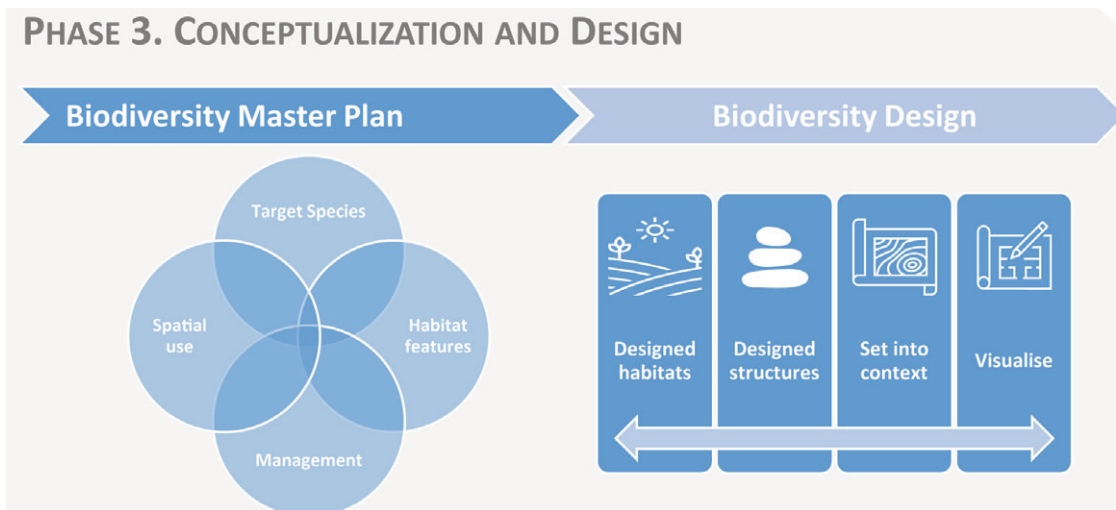 PHASE 3. CONCEPTUALIZATION AND DESIGN
Biodiversity Master Plan
Biodiversity Design
Target Species
Spatial
use
Habitat
features
Management
Designed
habitats
Designed
structures
Set into
context
Visualise